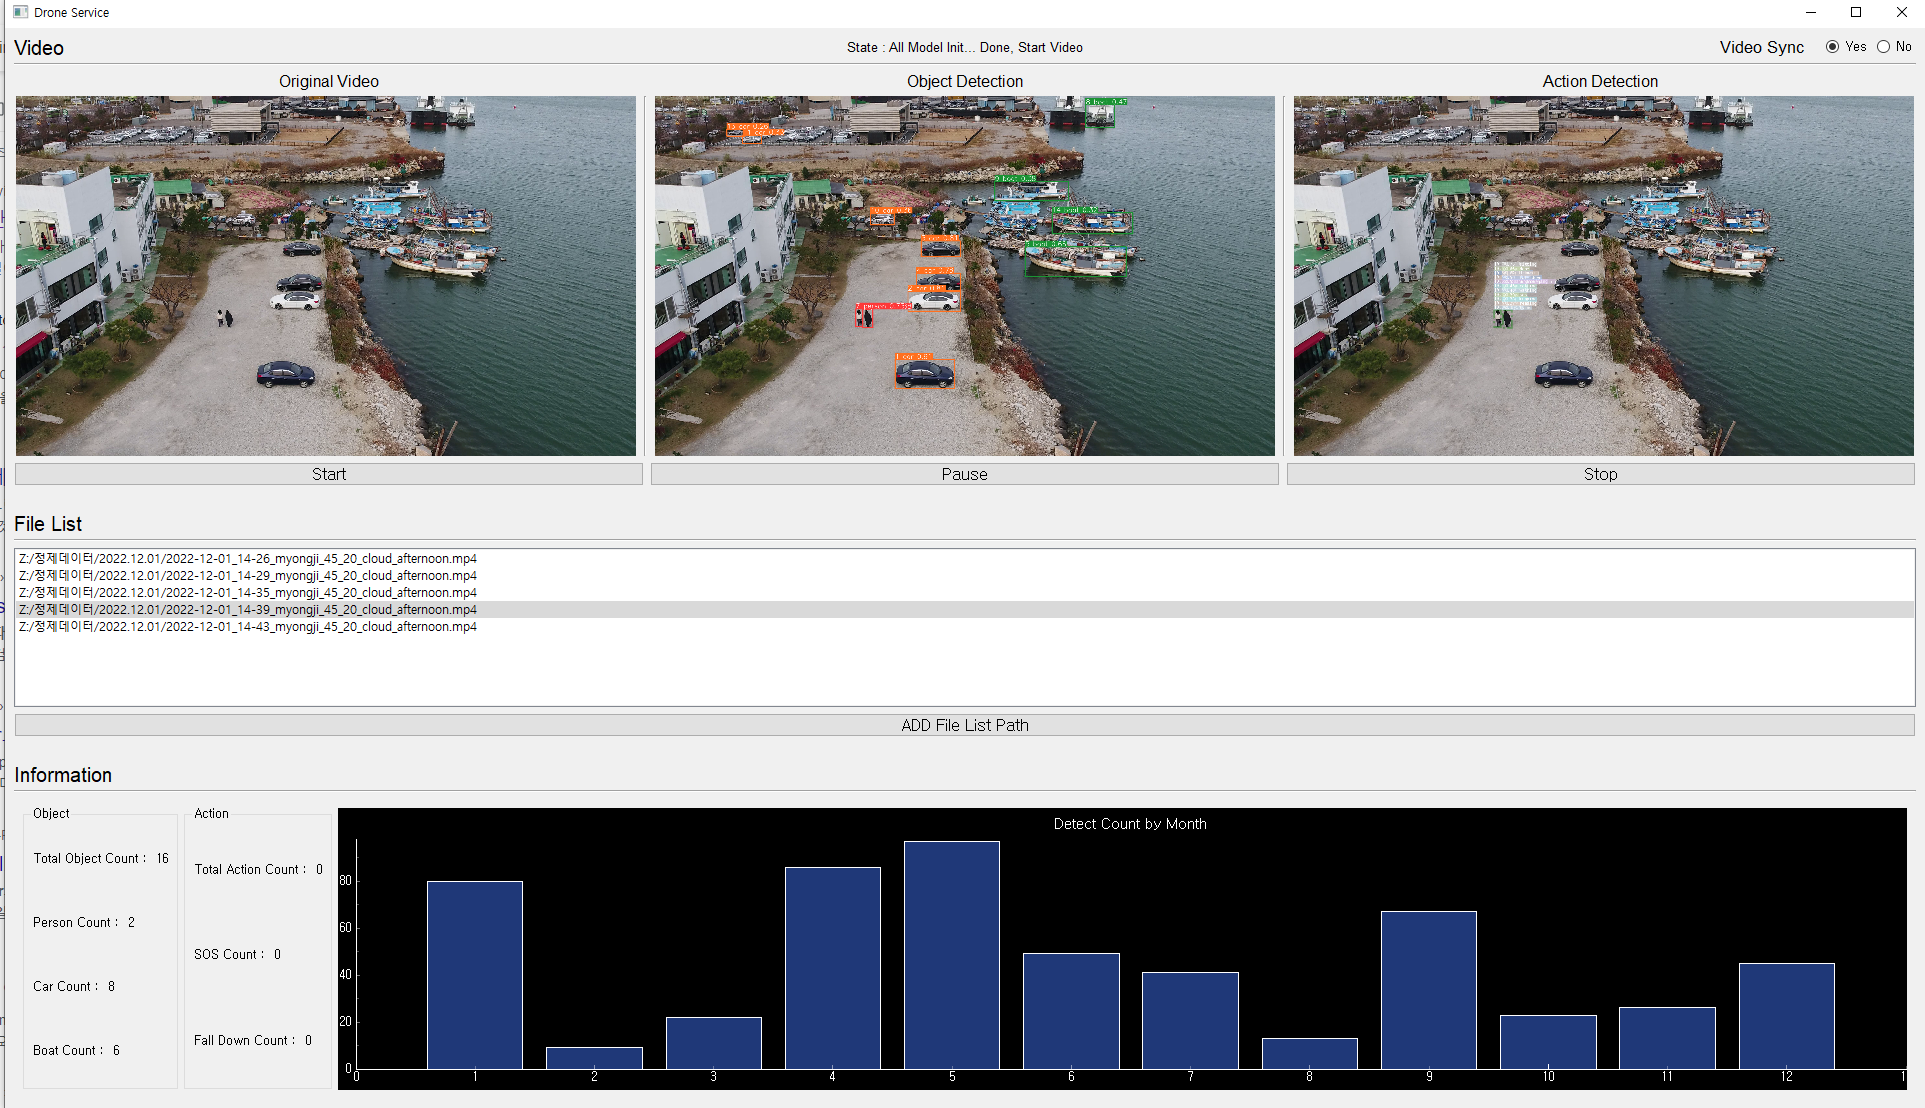 Drone Service
Video
State : All Model Init... Done, Start Video
Video Sync
Yes
No
Original Video
Object Detection
Action Detection
8 boat 0.47
Start
Pause
Stop
File List
Z:/정제데이터/2022.12.01/2022-12-01_14-26_myongji_45_20_cloud_afternoon.mp4
Z:/정제데이터/2022.12.01/2022-12-01_14-29_myongji_45_20_cloud_afternoon.mp4
Z:/정제데이터/2022.12.01/2022-12-01_14-35_myongji_45_20_cloud_afternoon.mp4
Z:/정제데이터/2022.12.01/2022-12-01_14-39_myongji_45_20_cloud_afternoon.mp4
Z:/정제데이터/2022.12.01/2022-12-01_14-43_myongji_45_20_cloud_afternoon.mp4
ADD File List Path
Information
Object
Total Object Count : 16
Person Count : 2
Car Count : 8
Boat Count : 6
Action
Total Action Count : 0
SOS Count : 0
Fall Down Count : 0
Detect Count by Month
80
60
40
20
0
0 1 2 3 4 5 6 7 8 9 10 11 12